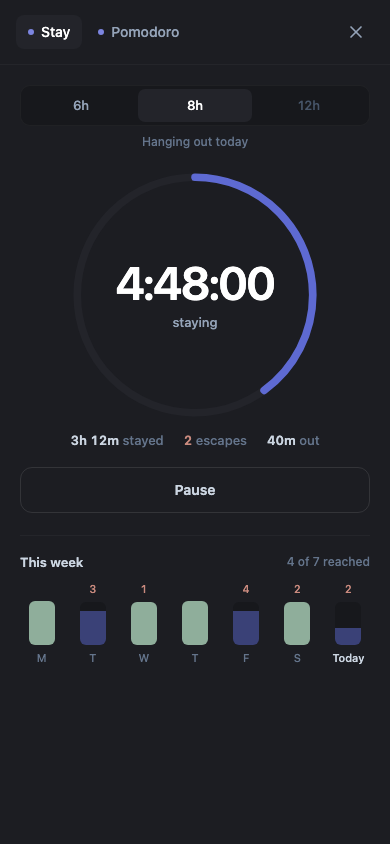 Stay Pomodoro
6h 8h 12h
Hanging out today
4:48:00
staying
3h 12m stayed 2 escapes 40m out
Pause
This week 4 of 7 reached
3 1 4 2 2
M T W T F S Today